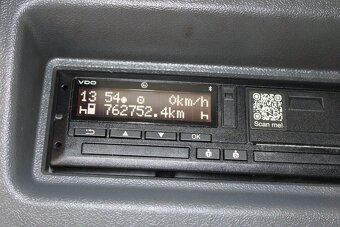 VDO
13 54 0km/h
762752.4km
OK
Scan me!